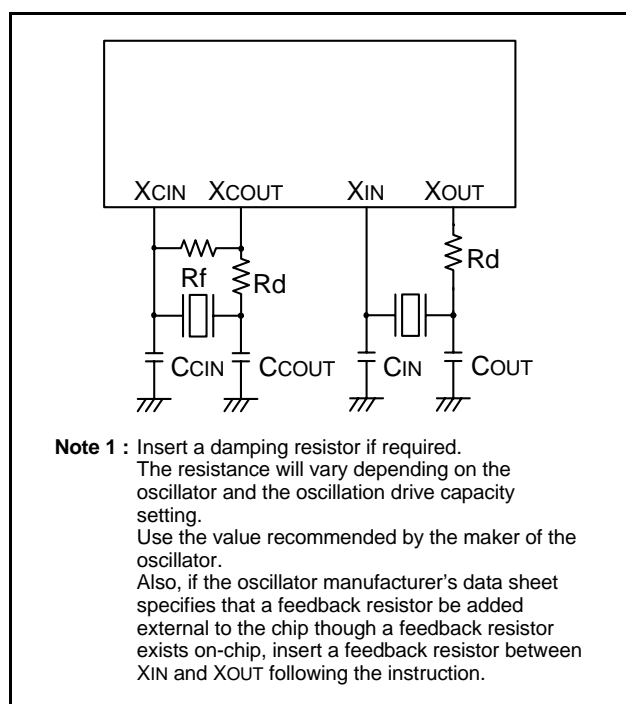 XCIN XCOUT XIN XOUT
Rf Rd Rd
CCIN CCOUT CIN COUT
Note 1 : Insert a damping resistor if required.
The resistance will vary depending on the
oscillator and the oscillation drive capacity
setting.
Use the value recommended by the maker of the
oscillator.
Also, if the oscillator manufacturer's data sheet
specifies that a feedback resistor be added
external to the chip though a feedback resistor
exists on-chip, insert a feedback resistor between
XIN and XOUT following the instruction.